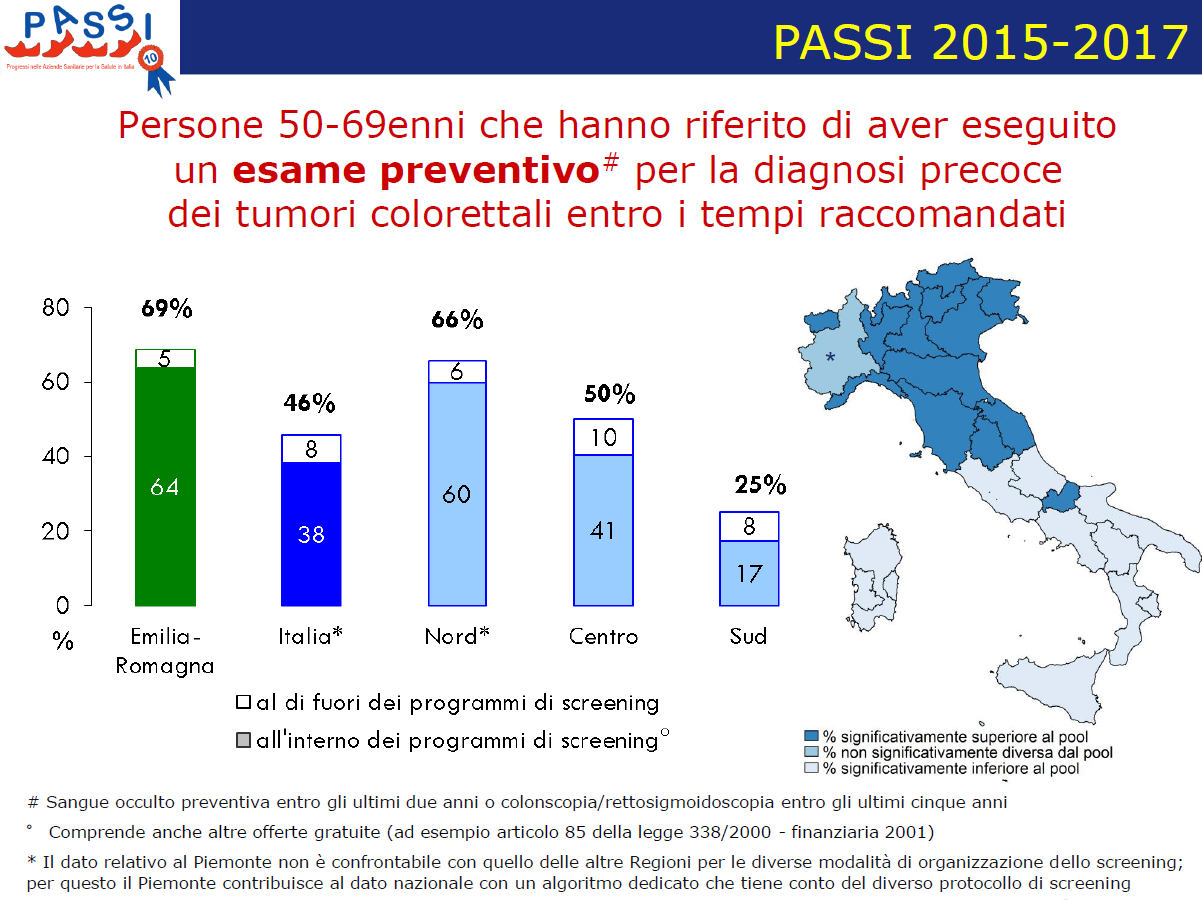 PASSI
Progressi nelle Aziende Sanitarie per la Salute in Italia
10
PASSI 2015-2017
Persone 50-69enni che hanno riferito di aver eseguito
un esame preventivo# per la diagnosi precoce
dei tumori colorettali entro i tempi raccomandati
80
60
40
20
0
%
69%
5
64
Emilia-
Romagna
46%
8
38
Italia*
66%
6
60
Nord*
50%
10
41
Centro
25%
8
17
Sud
al di fuori dei programmi di screening
all'interno dei programmi di screening°
*
% significativamente superiore al pool
% non significativamente diversa dal pool
% significativamente inferiore al pool
# Sangue occulto preventiva entro gli ultimi due anni o colonscopia/rettosigmoidoscopia entro gli ultimi cinque anni
° Comprende anche altre offerte gratuite (ad esempio articolo 85 della legge 338/2000 - finanziaria 2001)
* Il dato relativo al Piemonte non è confrontabile con quello delle altre Regioni per le diverse modalità di organizzazione dello screening;
per questo il Piemonte contribuisce al dato nazionale con un algoritmo dedicato che tiene conto del diverso protocollo di screening